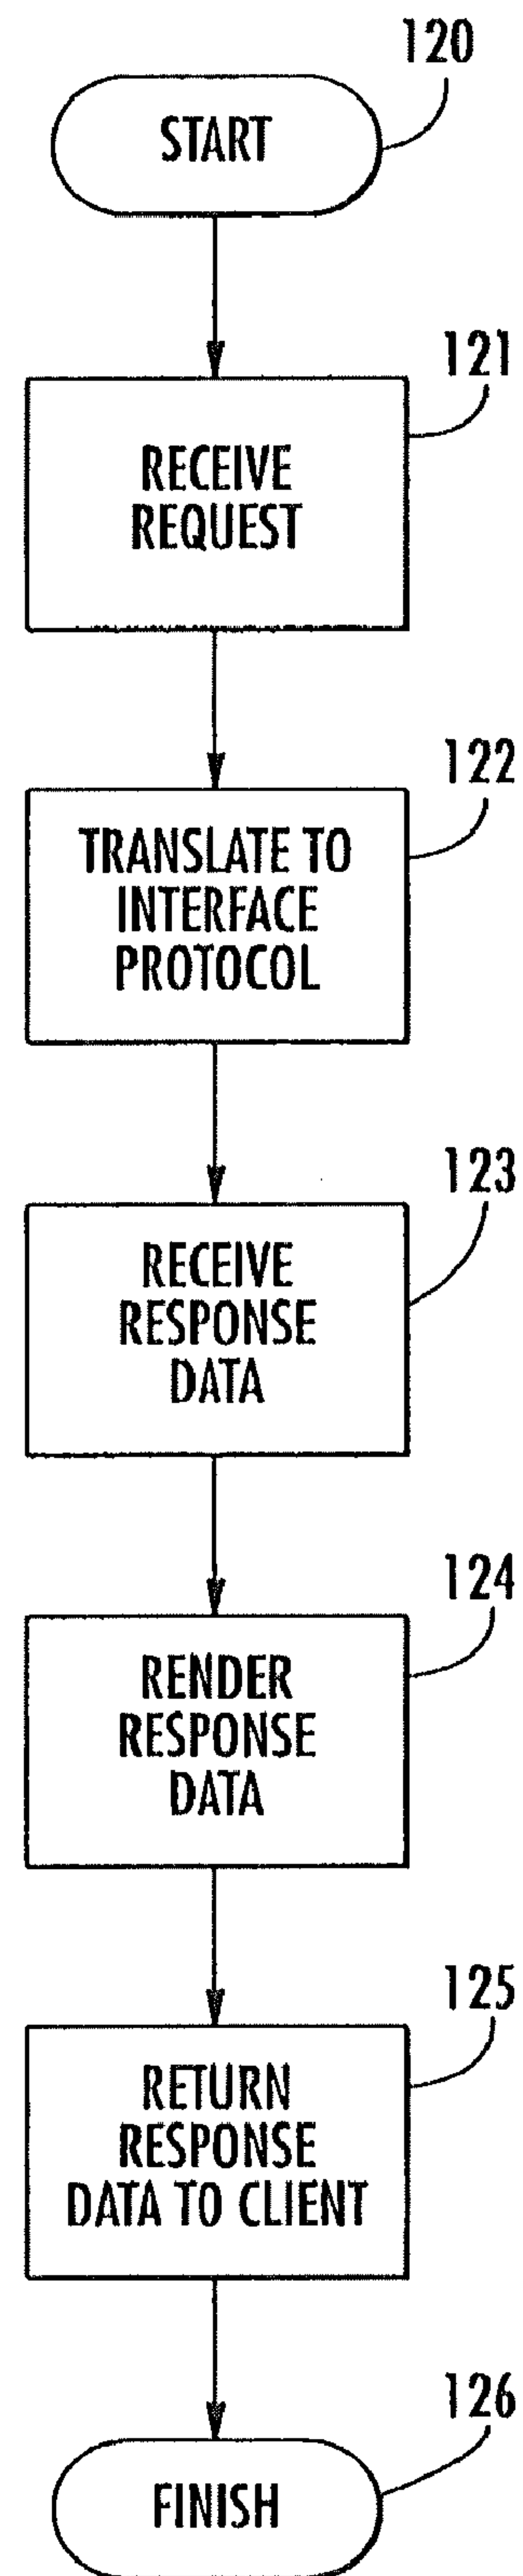 120
START
121
RECEIVE
REQUEST
122
TRANSLATE TO
INTERFACE
PROTOCOL
123
RECEIVE
RESPONSE
DATA
124
RENDER
RESPONSE
DATA
125
RETURN
RESPONSE
DATA TO CLIENT
126
FINISH